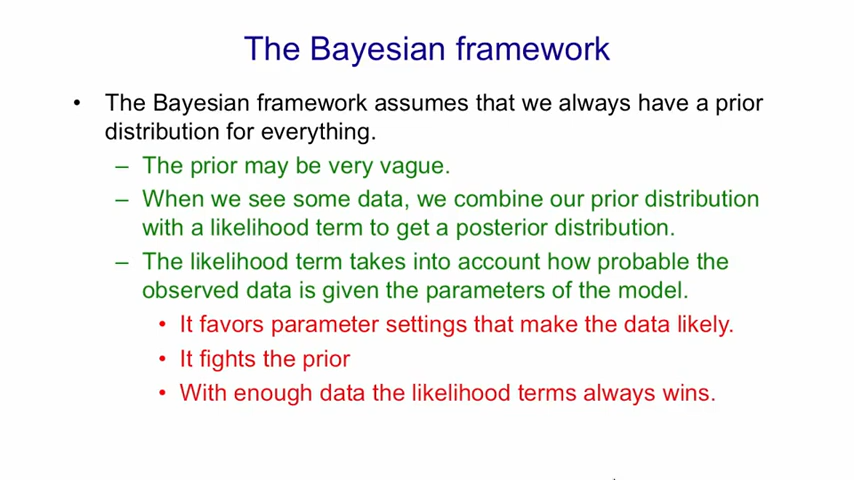 The Bayesian framework
• The Bayesian framework assumes that we always have a prior
distribution for everything.
– The prior may be very vague.
– When we see some data, we combine our prior distribution
with a likelihood term to get a posterior distribution.
– The likelihood term takes into account how probable the
observed data is given the parameters of the model.
• It favors parameter settings that make the data likely.
• It fights the prior
• With enough data the likelihood terms always wins.